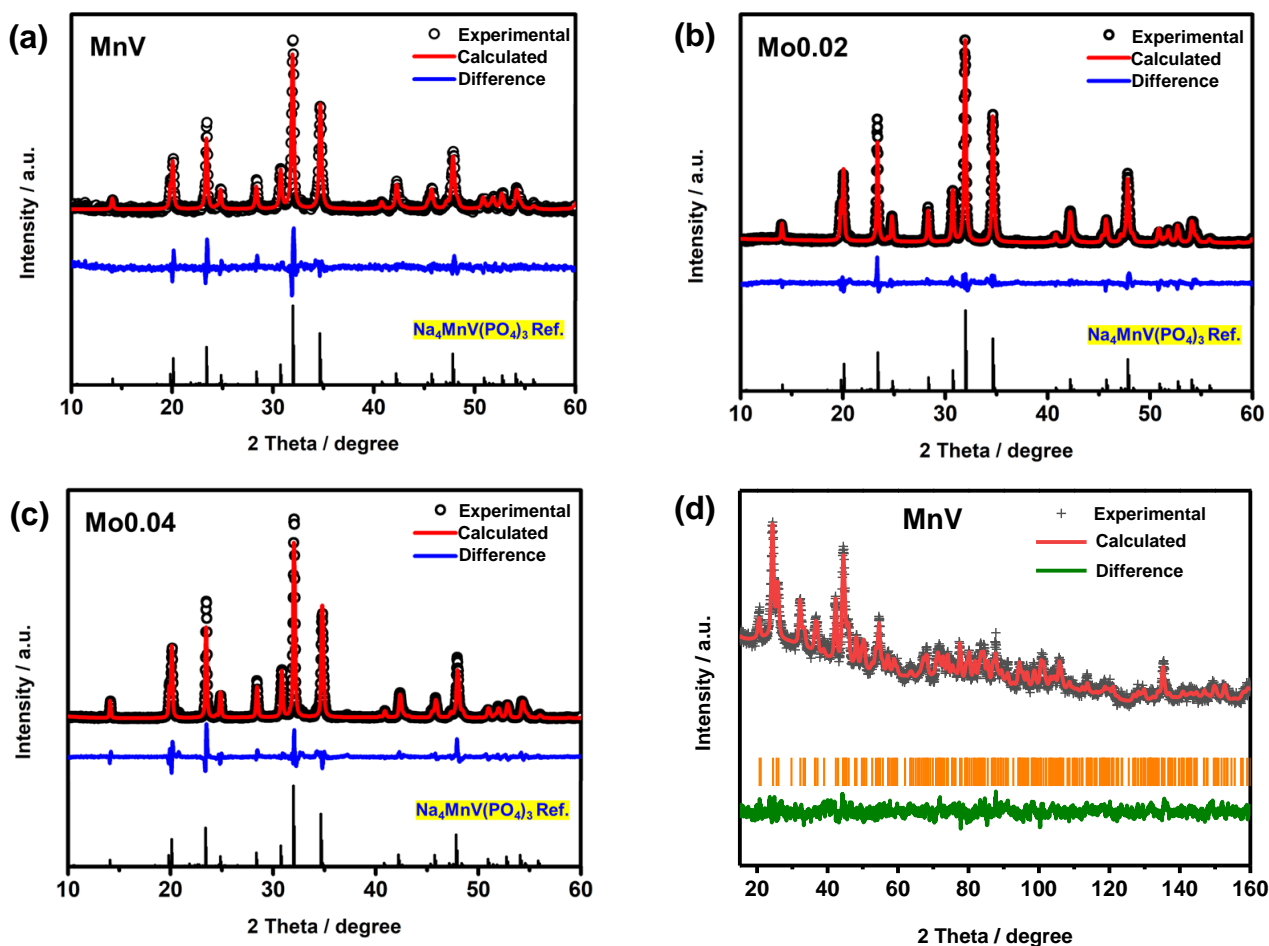 (a)
MnV
Experimental
Calculated
Difference
Intensity / a.u.
Na₄MnV(PO₄)₃ Ref.
10 20 30 40 50 60
2 Theta / degree
(b)
Mo0.02
Experimental
Calculated
Difference
Intensity / a.u.
Na₄MnV(PO₄)₃ Ref.
10 20 30 40 50 60
2 Theta / degree
(c)
Mo0.04
Experimental
Calculated
Difference
Intensity / a.u.
Na₄MnV(PO₄)₃ Ref.
10 20 30 40 50 60
2 Theta / degree
(d)
MnV
Experimental
Calculated
Difference
Intensity / a.u.
20 40 60 80 100 120 140 160
2 Theta / degree